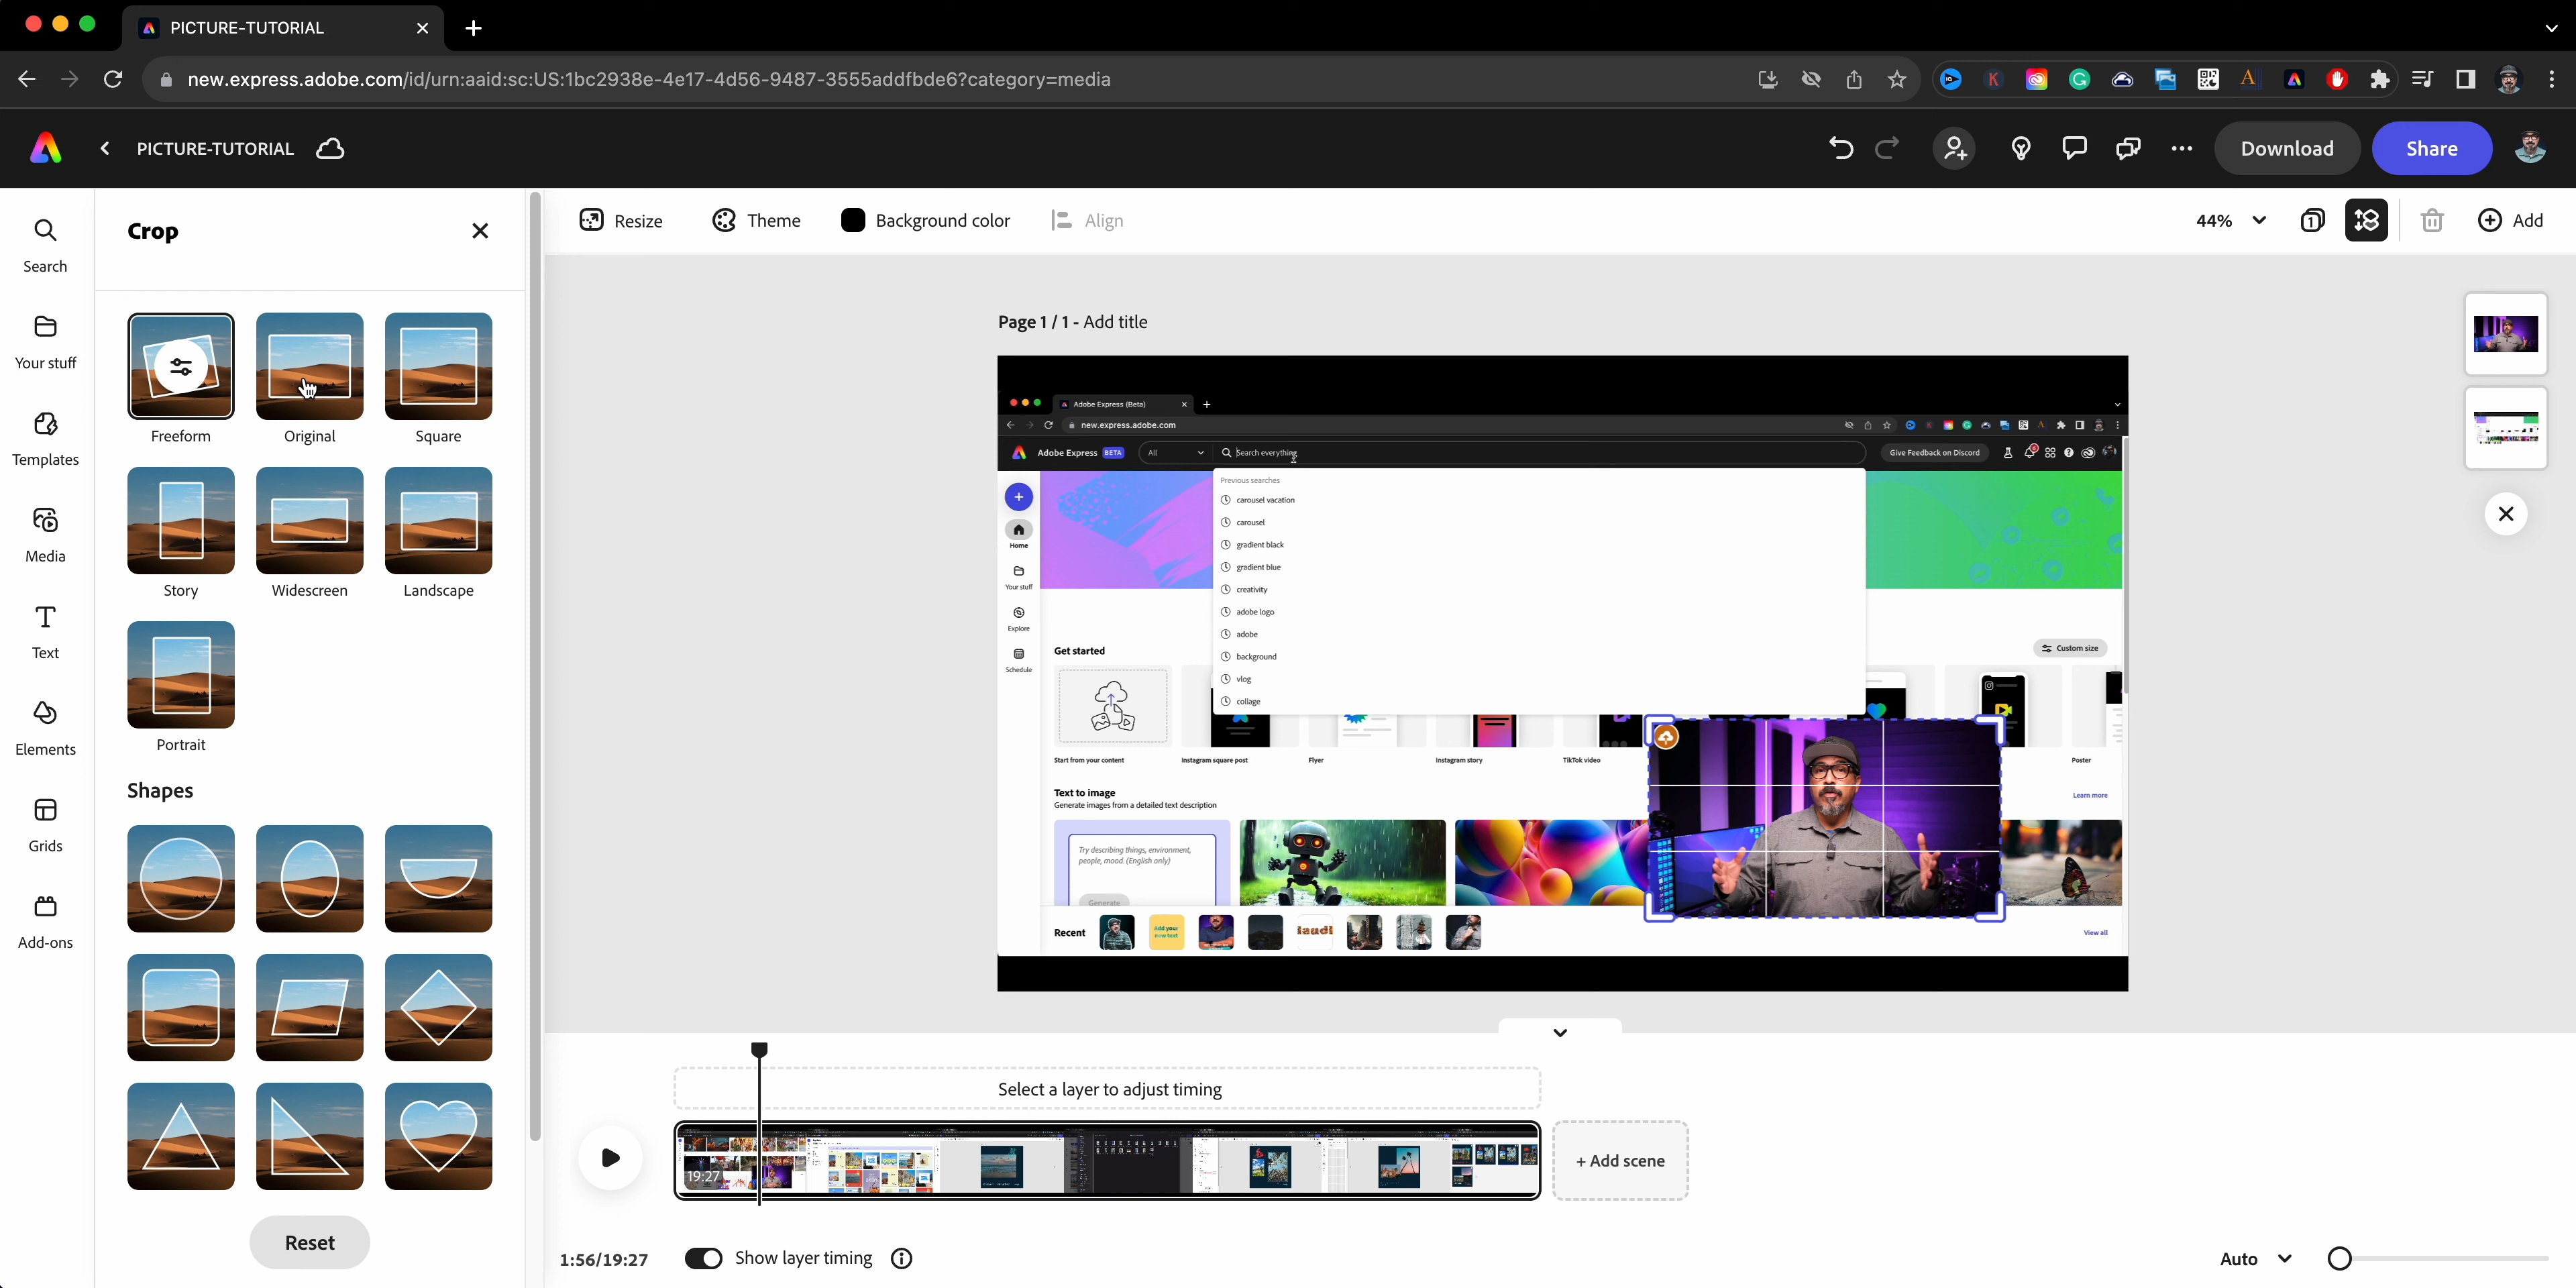 PICTURE-TUTORIAL
new.express.adobe.com/id/urn:aaid:sc:US:1bc2938e-4e17-4d56-9487-3555addfbde6?category=media
PICTURE-TUTORIAL
Download
Share
Search
Your stuff
Templates
Media
Text
Elements
Grids
Add-ons
Crop
Freeform
Original
Square
Story
Widescreen
Landscape
Portrait
Shapes
Reset
Resize
Theme
Background color
Align
44%
1
Add
Page 1 / 1 - Add title
Adobe Express (Beta)
new.express.adobe.com
Adobe Express BETA
All
Search everything
Give Feedback on Discord
Previous searches
carousel vacation
carousel
gradient black
gradient blue
creativity
adobe logo
adobe
background
vlog
collage
Home
Your stuff
Explore
Schedule
Get started
Custom size
Start from your content
Instagram square post
Flyer
Instagram story
TikTok video
Poster
Text to image
Generate images from a detailed text description
Learn more
Try describing things, environment,
people, mood. (English only)
Generate
Recent
Add your
new text
laudi
View all
Select a layer to adjust timing
19:27
+ Add scene
1:56/19:27
Show layer timing
Auto